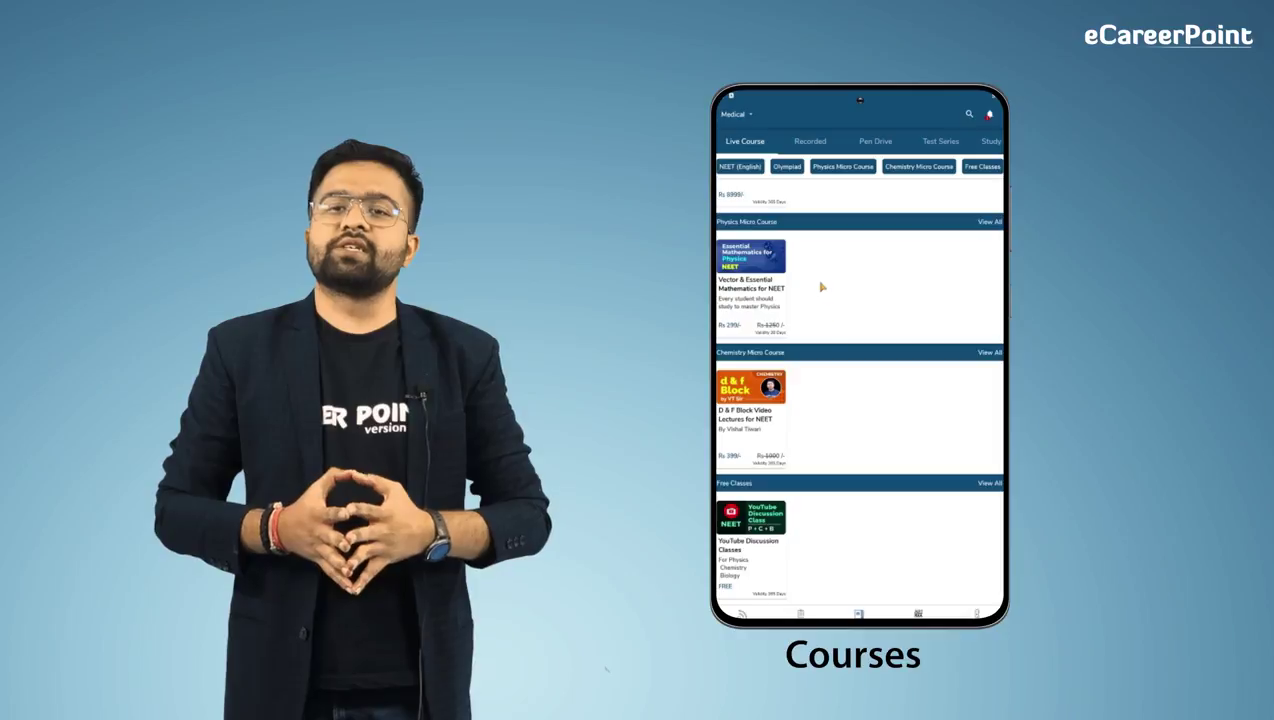 eCareerPoint
Medical
Live Course
Recorded
Pen Drive
Test Series
Study
NEET (English)
Olympiad
Physics Micro Course
Chemistry Micro Course
Free Classes
Rs 8999/-
Validity 365 Days
Physics Micro Course
View All
Essential
Mathematics for
Physics
NEET
Vector & Essential
Mathematics for NEET
Every student should
study to master Physics
Rs 299/-
Rs 1250 /-
Chemistry Micro Course
View All
CHEMISTRY
d & f
Block
by VT Sir
D & F Block Video
Lectures for NEET
By Vishal Tiwari
Rs 399/-
Rs 1000 /-
Validity 365 Days
Free Classes
View All
NEET
YouTube
Discussion
Class
P + C + B
YouTube Discussion
Classes
For Physics
Chemistry
Biology
FREE
Validity 365 Days
ER POIN
version
Courses